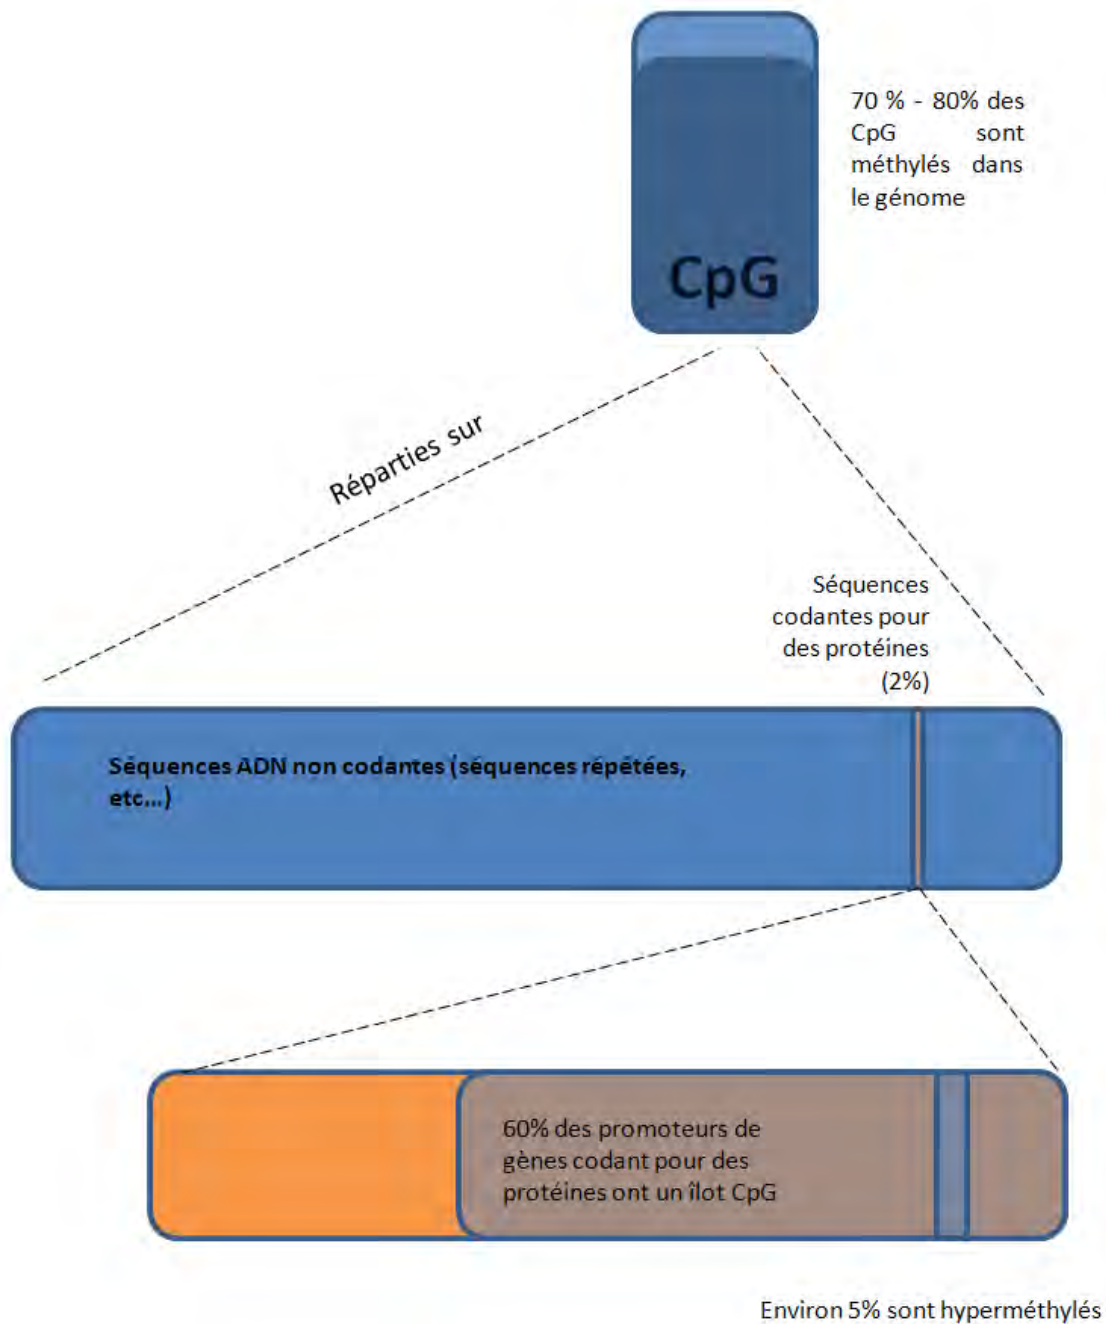 70 % - 80% des
CpG sont
méthylés dans
le génome
CpG
Réparties sur
Séquences
codantes pour
des protéines
(2%)
Séquences ADN non codantes (séquences répétées,
etc...)
60% des promoteurs de
gènes codant pour des
protéines ont un îlot CpG
Environ 5% sont hyperméthylés